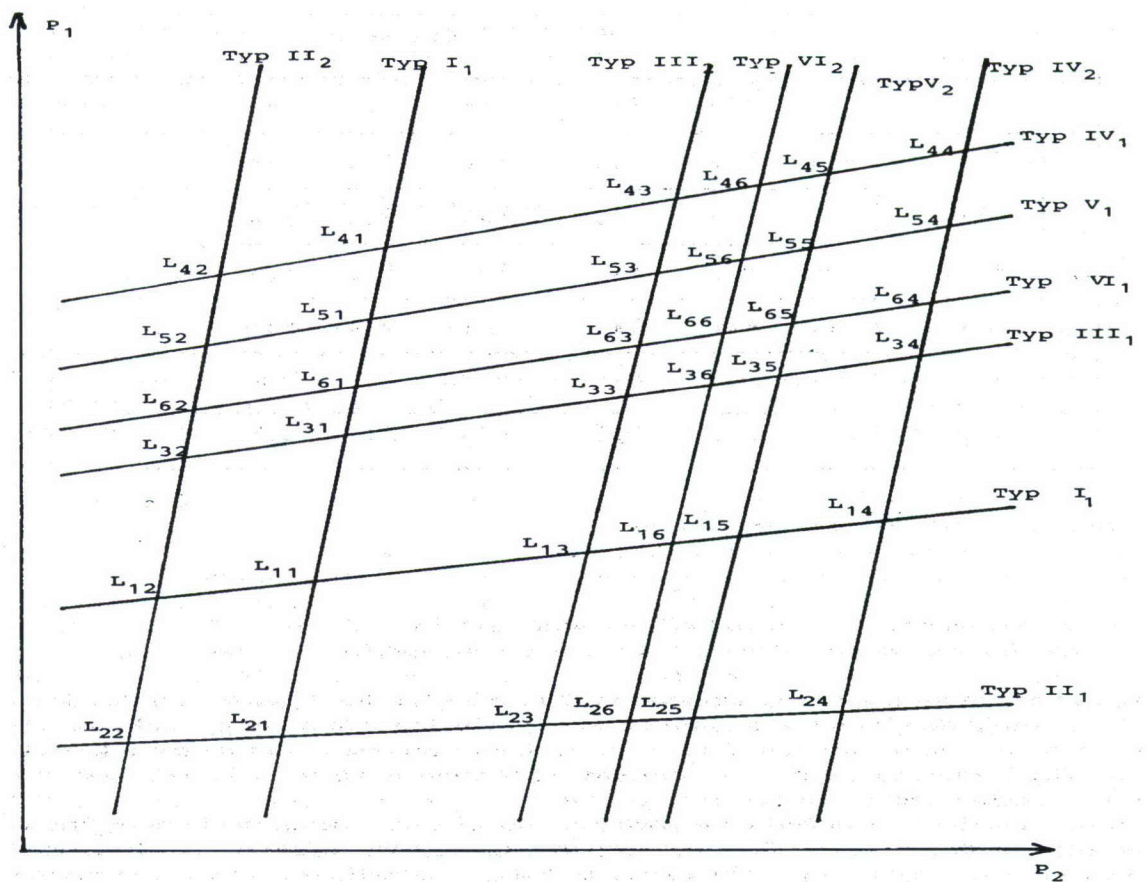 P₁
Typ II₂
Typ I₁
Typ III₂
Typ VI₂
Typ V₂
Typ IV₂
L₄₂
L₄₁
L₄₃
L₄₆
L₄₅
L₄₄
Typ IV₁
L₅₂
L₅₁
L₅₃
L₅₆
L₅₅
L₅₄
Typ V₁
L₆₂
L₆₁
L₆₃
L₆₆
L₆₅
L₆₄
Typ VI₁
L₃₂
L₃₁
L₃₃
L₃₆
L₃₅
L₃₄
Typ III₁
L₁₂
L₁₁
L₁₃
L₁₆
L₁₅
L₁₄
Typ I₁
L₂₂
L₂₁
L₂₃
L₂₆
L₂₅
L₂₄
Typ II₁
P₂